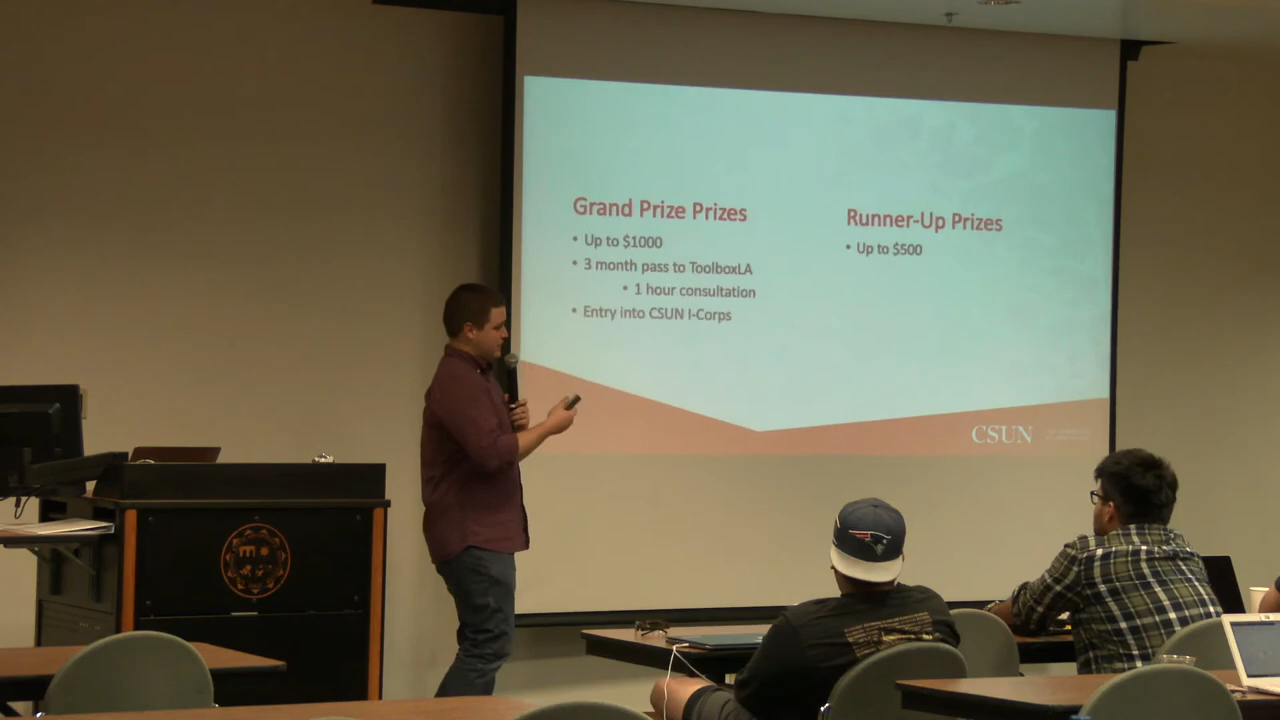 Grand Prize Prizes
• Up to $1000
• 3 month pass to ToolboxLA
• 1 hour consultation
• Entry into CSUN I-Corps
Runner-Up Prizes
• Up to $500
CSUN